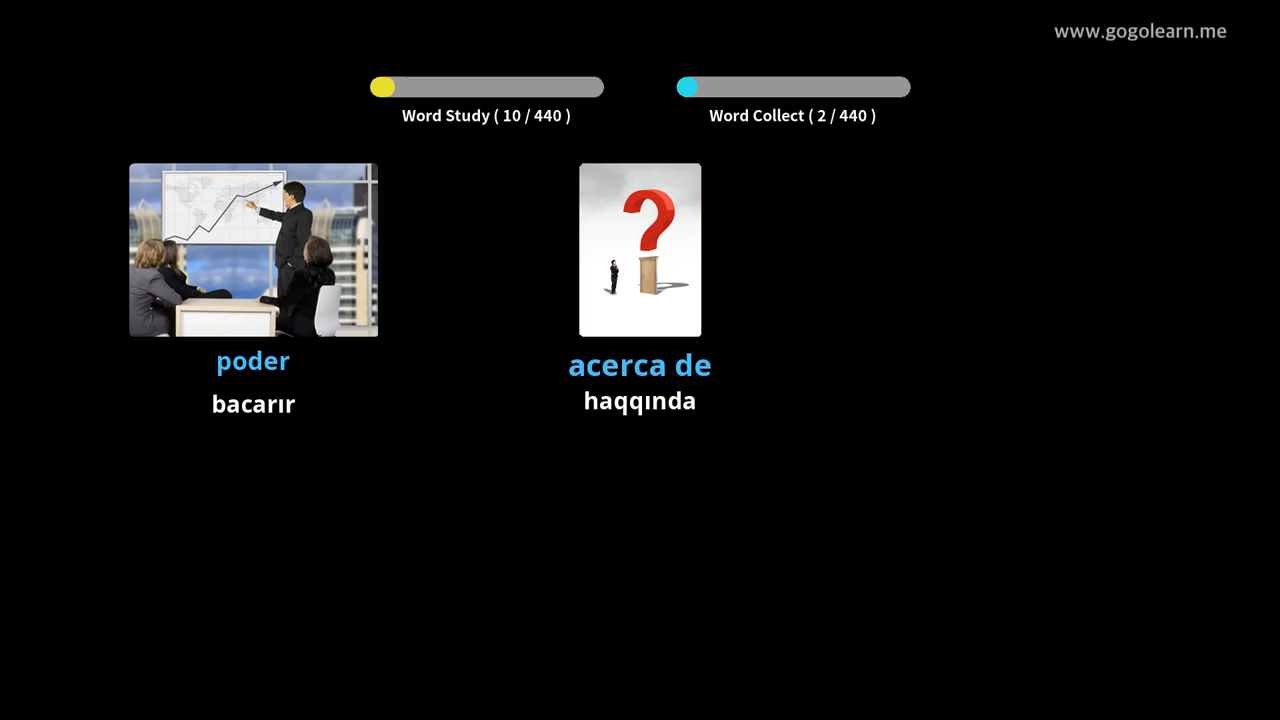 www.gogolearn.me
Word Study ( 10 / 440 )
Word Collect ( 2 / 440 )
poder
bacarır
acerca de
haqqında